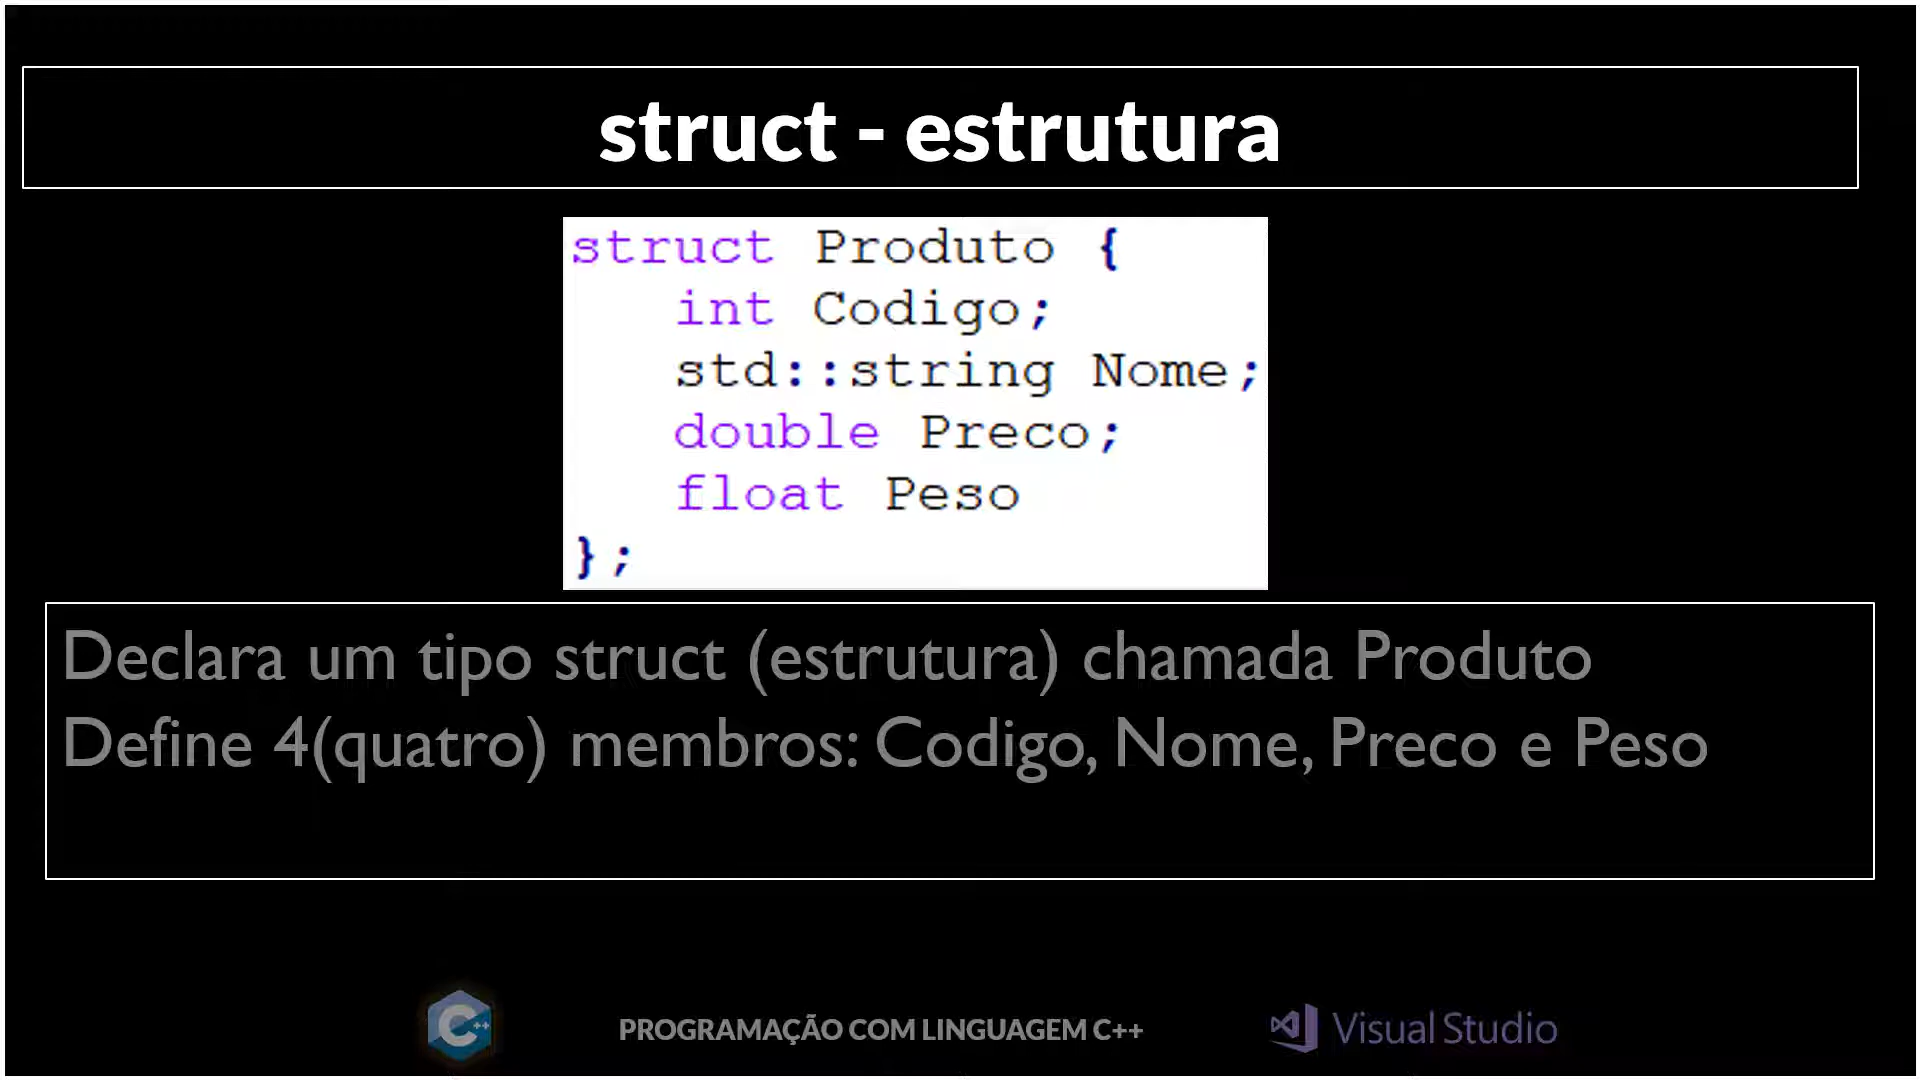 struct - estrutura
struct Produto {
int Codigo;
std::string Nome;
double Preco;
float Peso
};
Declara um tipo struct (estrutura) chamada Produto
Define 4(quatro) membros: Codigo, Nome, Preco e Peso
C++
PROGRAMAÇÃO COM LINGUAGEM C++
Visual Studio